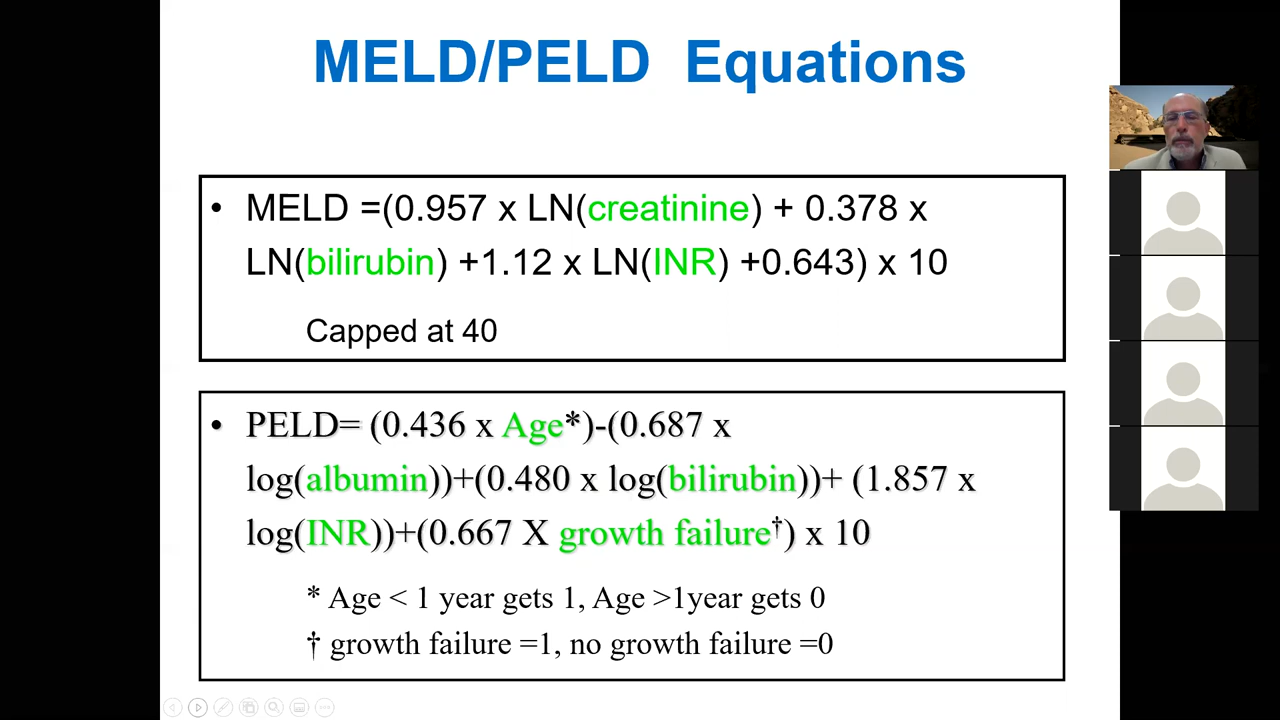 MELD/PELD Equations
• MELD =(0.957 x LN(creatinine) + 0.378 x
LN(bilirubin) +1.12 x LN(INR) +0.643) x 10
Capped at 40
• PELD= (0.436 x Age*)-(0.687 x
log(albumin))+(0.480 x log(bilirubin))+ (1.857 x
log(INR))+(0.667 X growth failure†) x 10
* Age < 1 year gets 1, Age >1year gets 0
† growth failure =1, no growth failure =0